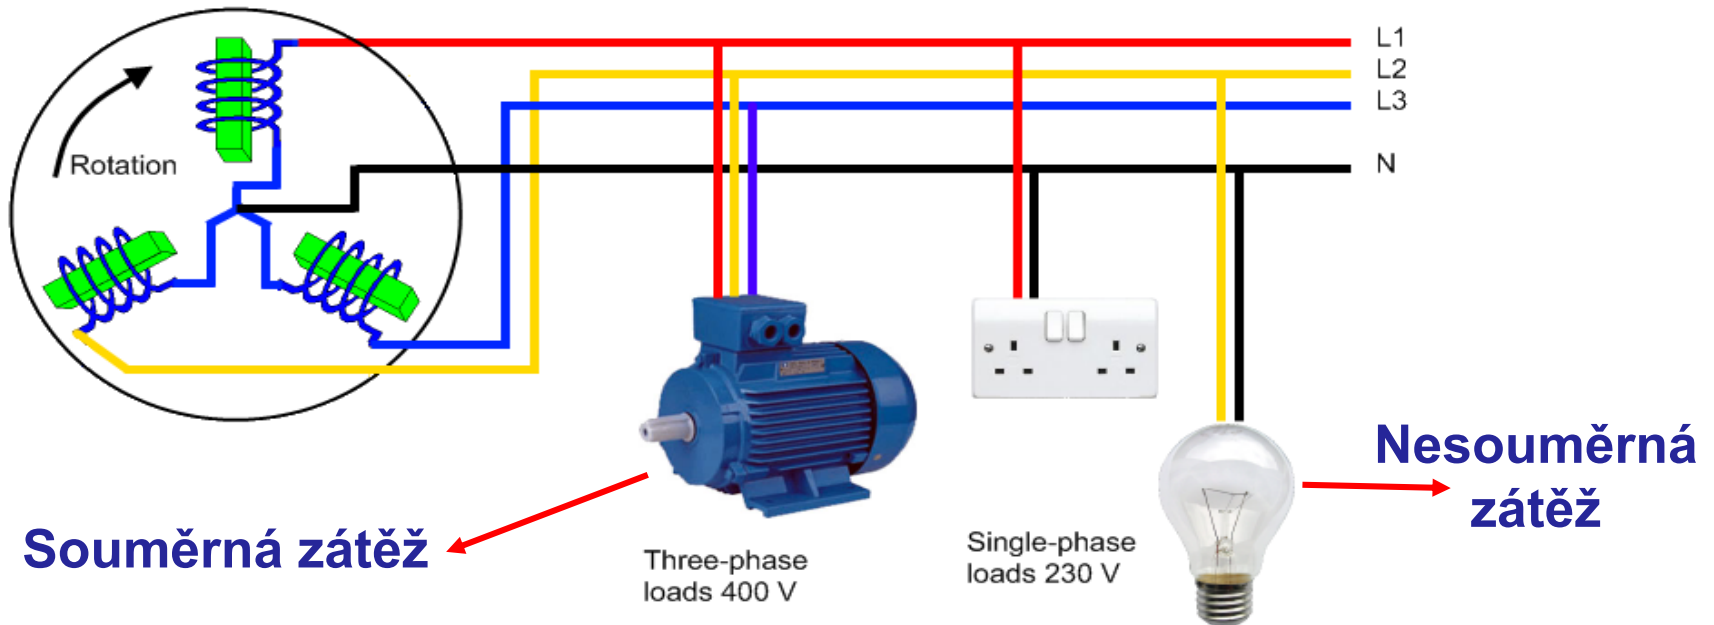 L1
L2
L3
N
Rotation
Nesouměrná
zátěž
Souměrná zátěž
Three-phase
loads 400 V
Single-phase
loads 230 V